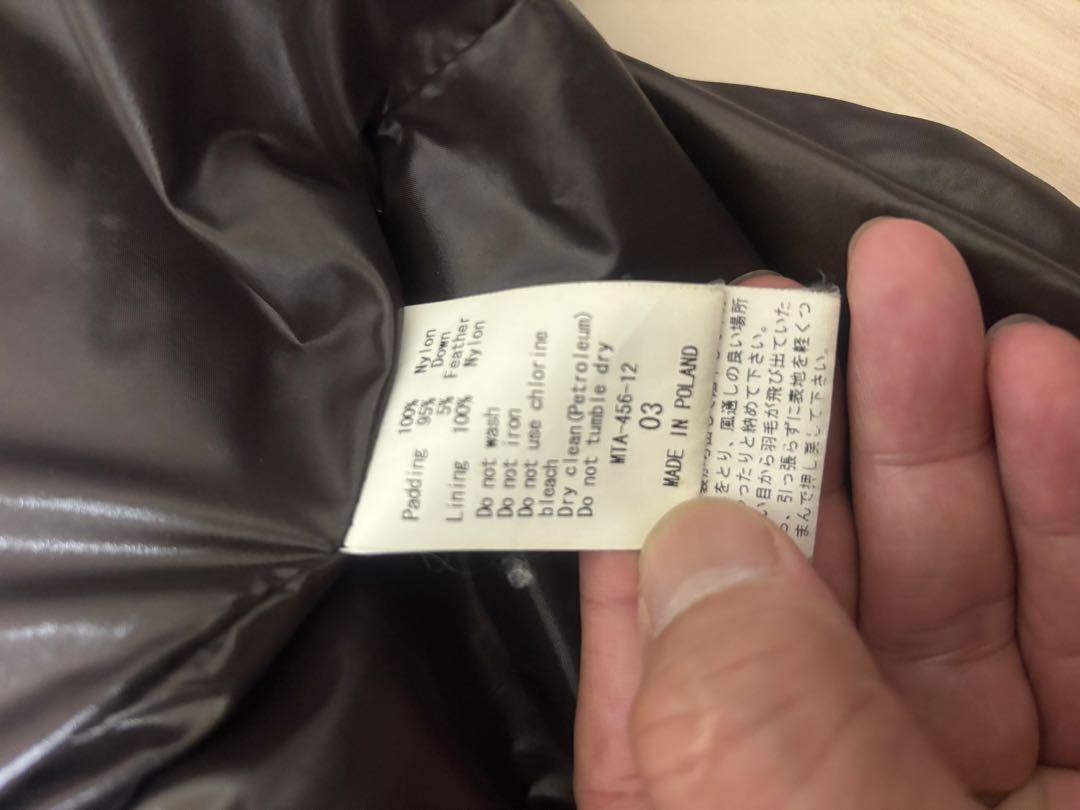 100% Nylon
Padding 95% Down
5% Feather
Lining 100% Nylon
Do not wash
Do not iron
Do not use chlorine
bleach
Dry clean(Petroleum)
Do not tumble dry
MTA-456-12
03
MADE IN POLAND
をとり、風通しの良い場所
ったりと納めて下さい。
い目から羽毛が飛び出ていた
ら、引っ張らずに表地を軽くつ
まんで押し戻して下さい。